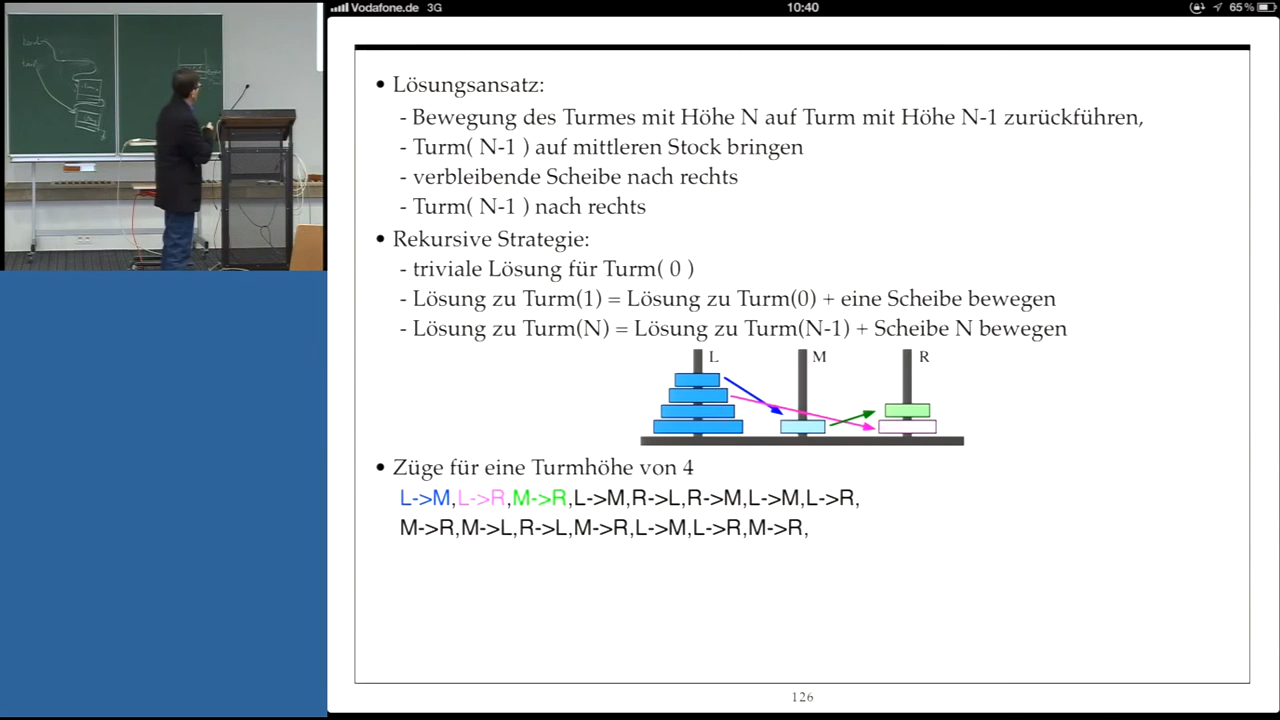 Vodafone.de 3G 10:40 65 %
• Lösungsansatz:
- Bewegung des Turmes mit Höhe N auf Turm mit Höhe N-1 zurückführen,
- Turm( N-1 ) auf mittleren Stock bringen
- verbleibende Scheibe nach rechts
- Turm( N-1 ) nach rechts
• Rekursive Strategie:
- triviale Lösung für Turm( 0 )
- Lösung zu Turm(1) = Lösung zu Turm(0) + eine Scheibe bewegen
- Lösung zu Turm(N) = Lösung zu Turm(N-1) + Scheibe N bewegen
L M R
• Züge für eine Turmhöhe von 4
L->M,L->R,M->R,L->M,R->L,R->M,L->M,L->R,
M->R,M->L,R->L,M->R,L->M,L->R,M->R,
126